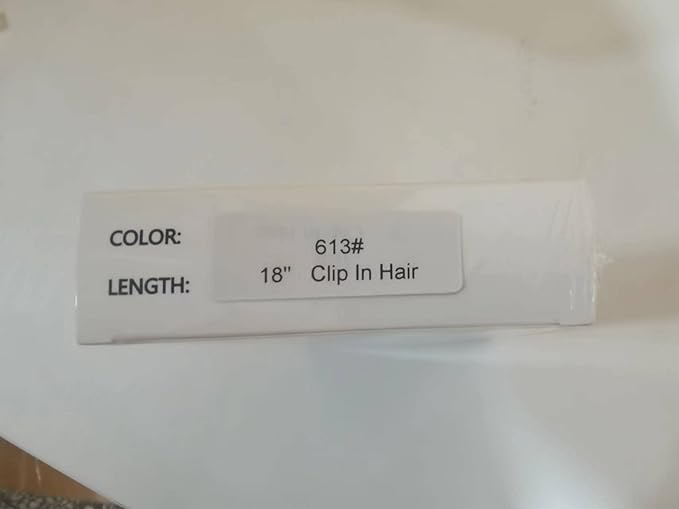 COLOR: 613#
LENGTH: 18" Clip In Hair